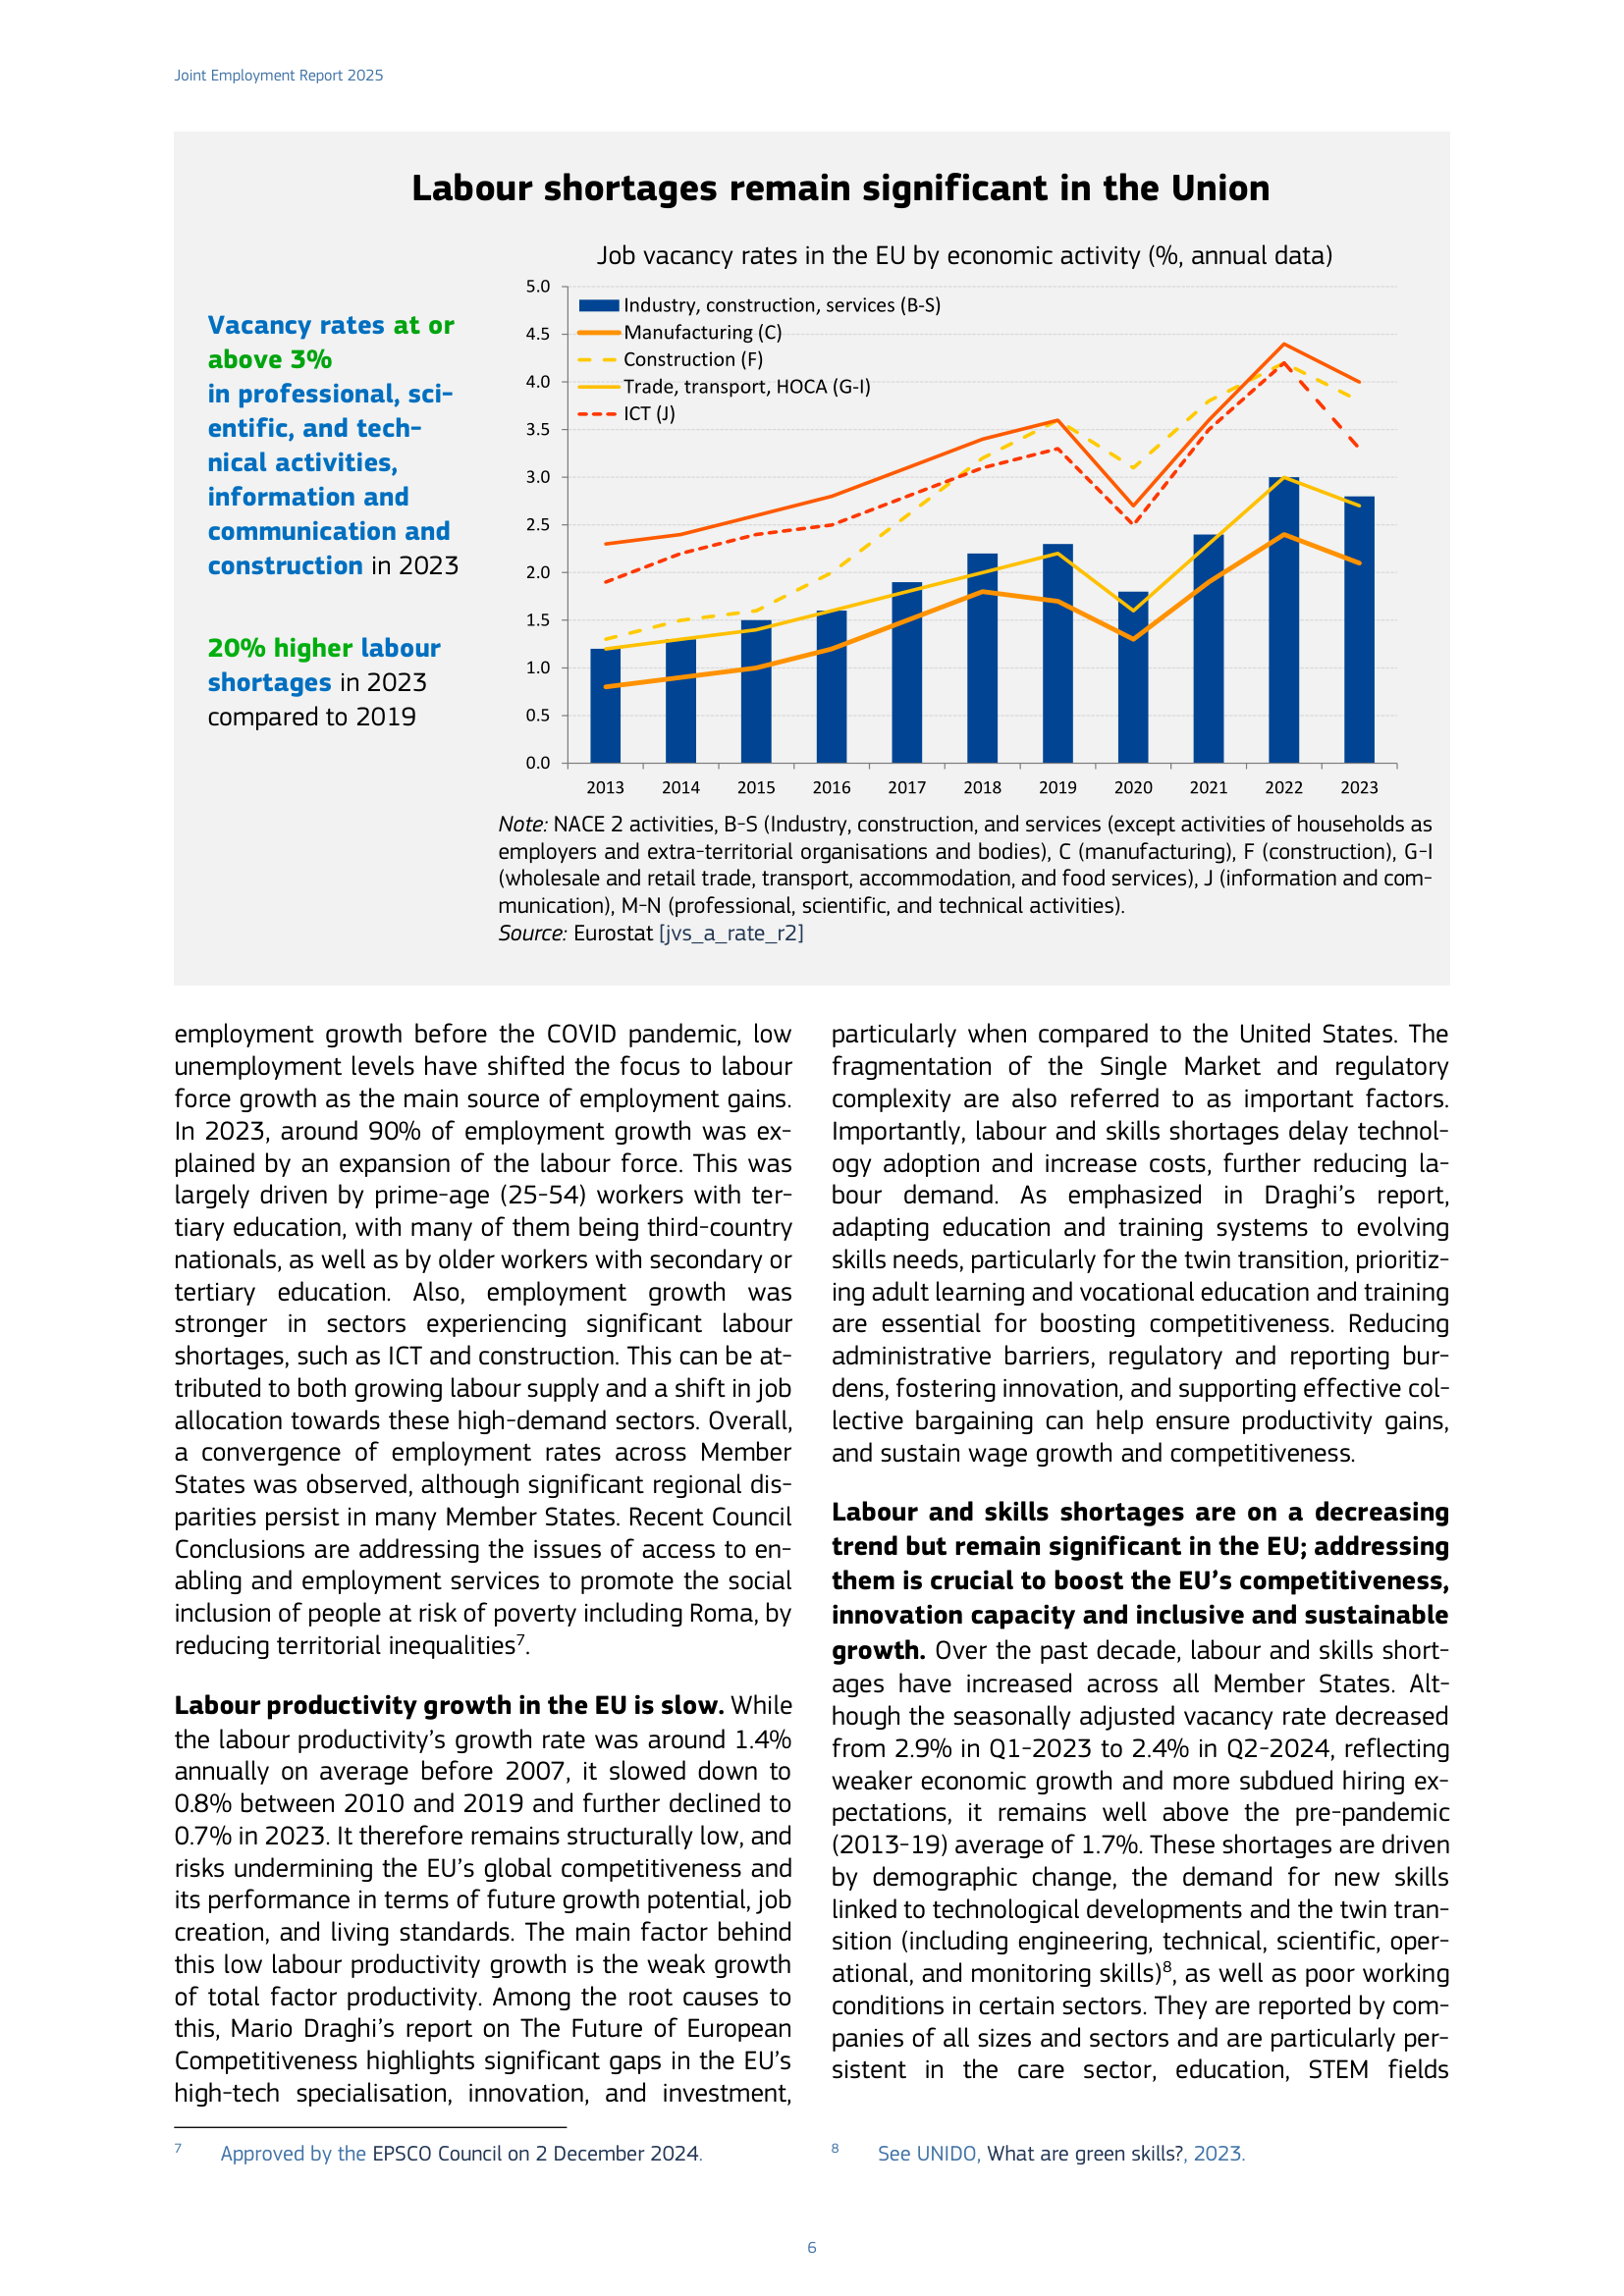 Joint Employment Report 2025
Labour shortages remain significant in the Union
Vacancy rates at or
above 3%
in professional, sci-
entific, and tech-
nical activities,
information and
communication and
construction in 2023
20% higher labour
shortages in 2023
compared to 2019
Job vacancy rates in the EU by economic activity (%, annual data)
5.0
4.5
4.0
3.5
3.0
2.5
2.0
1.5
1.0
0.5
0.0
Industry, construction, services (B-S)
Manufacturing (C)
Construction (F)
Trade, transport, HOCA (G-I)
ICT (J)
2013 2014 2015 2016 2017 2018 2019 2020 2021 2022 2023
Note: NACE 2 activities, B-S (Industry, construction, and services (except activities of households as
employers and extra-territorial organisations and bodies), C (manufacturing), F (construction), G-I
(wholesale and retail trade, transport, accommodation, and food services), J (information and com-
munication), M-N (professional, scientific, and technical activities).
Source: Eurostat [jvs_a_rate_r2]
employment growth before the COVID pandemic, low
unemployment levels have shifted the focus to labour
force growth as the main source of employment gains.
In 2023, around 90% of employment growth was ex-
plained by an expansion of the labour force. This was
largely driven by prime-age (25-54) workers with ter-
tiary education, with many of them being third-country
nationals, as well as by older workers with secondary or
tertiary education. Also, employment growth was
stronger in sectors experiencing significant labour
shortages, such as ICT and construction. This can be at-
tributed to both growing labour supply and a shift in job
allocation towards these high-demand sectors. Overall,
a convergence of employment rates across Member
States was observed, although significant regional dis-
parities persist in many Member States. Recent Council
Conclusions are addressing the issues of access to en-
abling and employment services to promote the social
inclusion of people at risk of poverty including Roma, by
reducing territorial inequalities7.
Labour productivity growth in the EU is slow. While
the labour productivity's growth rate was around 1.4%
annually on average before 2007, it slowed down to
0.8% between 2010 and 2019 and further declined to
0.7% in 2023. It therefore remains structurally low, and
risks undermining the EU's global competitiveness and
its performance in terms of future growth potential, job
creation, and living standards. The main factor behind
this low labour productivity growth is the weak growth
of total factor productivity. Among the root causes to
this, Mario Draghi's report on The Future of European
Competitiveness highlights significant gaps in the EU's
high-tech specialisation, innovation, and investment,
particularly when compared to the United States. The
fragmentation of the Single Market and regulatory
complexity are also referred to as important factors.
Importantly, labour and skills shortages delay technol-
ogy adoption and increase costs, further reducing la-
bour demand. As emphasized in Draghi's report,
adapting education and training systems to evolving
skills needs, particularly for the twin transition, prioritiz-
ing adult learning and vocational education and training
are essential for boosting competitiveness. Reducing
administrative barriers, regulatory and reporting bur-
dens, fostering innovation, and supporting effective col-
lective bargaining can help ensure productivity gains,
and sustain wage growth and competitiveness.
Labour and skills shortages are on a decreasing
trend but remain significant in the EU; addressing
them is crucial to boost the EU's competitiveness,
innovation capacity and inclusive and sustainable
growth. Over the past decade, labour and skills short-
ages have increased across all Member States. Alt-
hough the seasonally adjusted vacancy rate decreased
from 2.9% in Q1-2023 to 2.4% in Q2-2024, reflecting
weaker economic growth and more subdued hiring ex-
pectations, it remains well above the pre-pandemic
(2013-19) average of 1.7%. These shortages are driven
by demographic change, the demand for new skills
linked to technological developments and the twin tran-
sition (including engineering, technical, scientific, oper-
ational, and monitoring skills)8, as well as poor working
conditions in certain sectors. They are reported by com-
panies of all sizes and sectors and are particularly per-
sistent in the care sector, education, STEM fields
7 Approved by the EPSCO Council on 2 December 2024.
8 See UNIDO, What are green skills?, 2023.
6